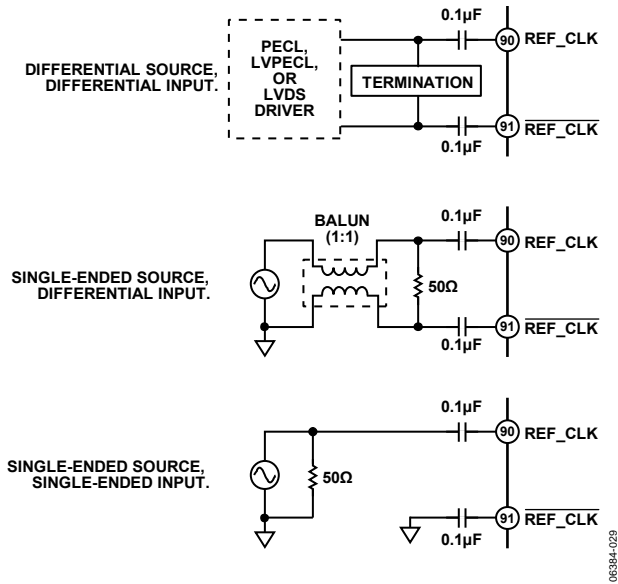 DIFFERENTIAL SOURCE,
DIFFERENTIAL INPUT.
PECL,
LVPECL,
OR
LVDS
DRIVER
TERMINATION
0.1µF
90 REF_CLK
91 REF_CLK
0.1µF
SINGLE-ENDED SOURCE,
DIFFERENTIAL INPUT.
BALUN
(1:1)
50Ω
0.1µF
90 REF_CLK
91 REF_CLK
0.1µF
SINGLE-ENDED SOURCE,
SINGLE-ENDED INPUT.
50Ω
0.1µF
90 REF_CLK
91 REF_CLK
0.1µF
06384-029